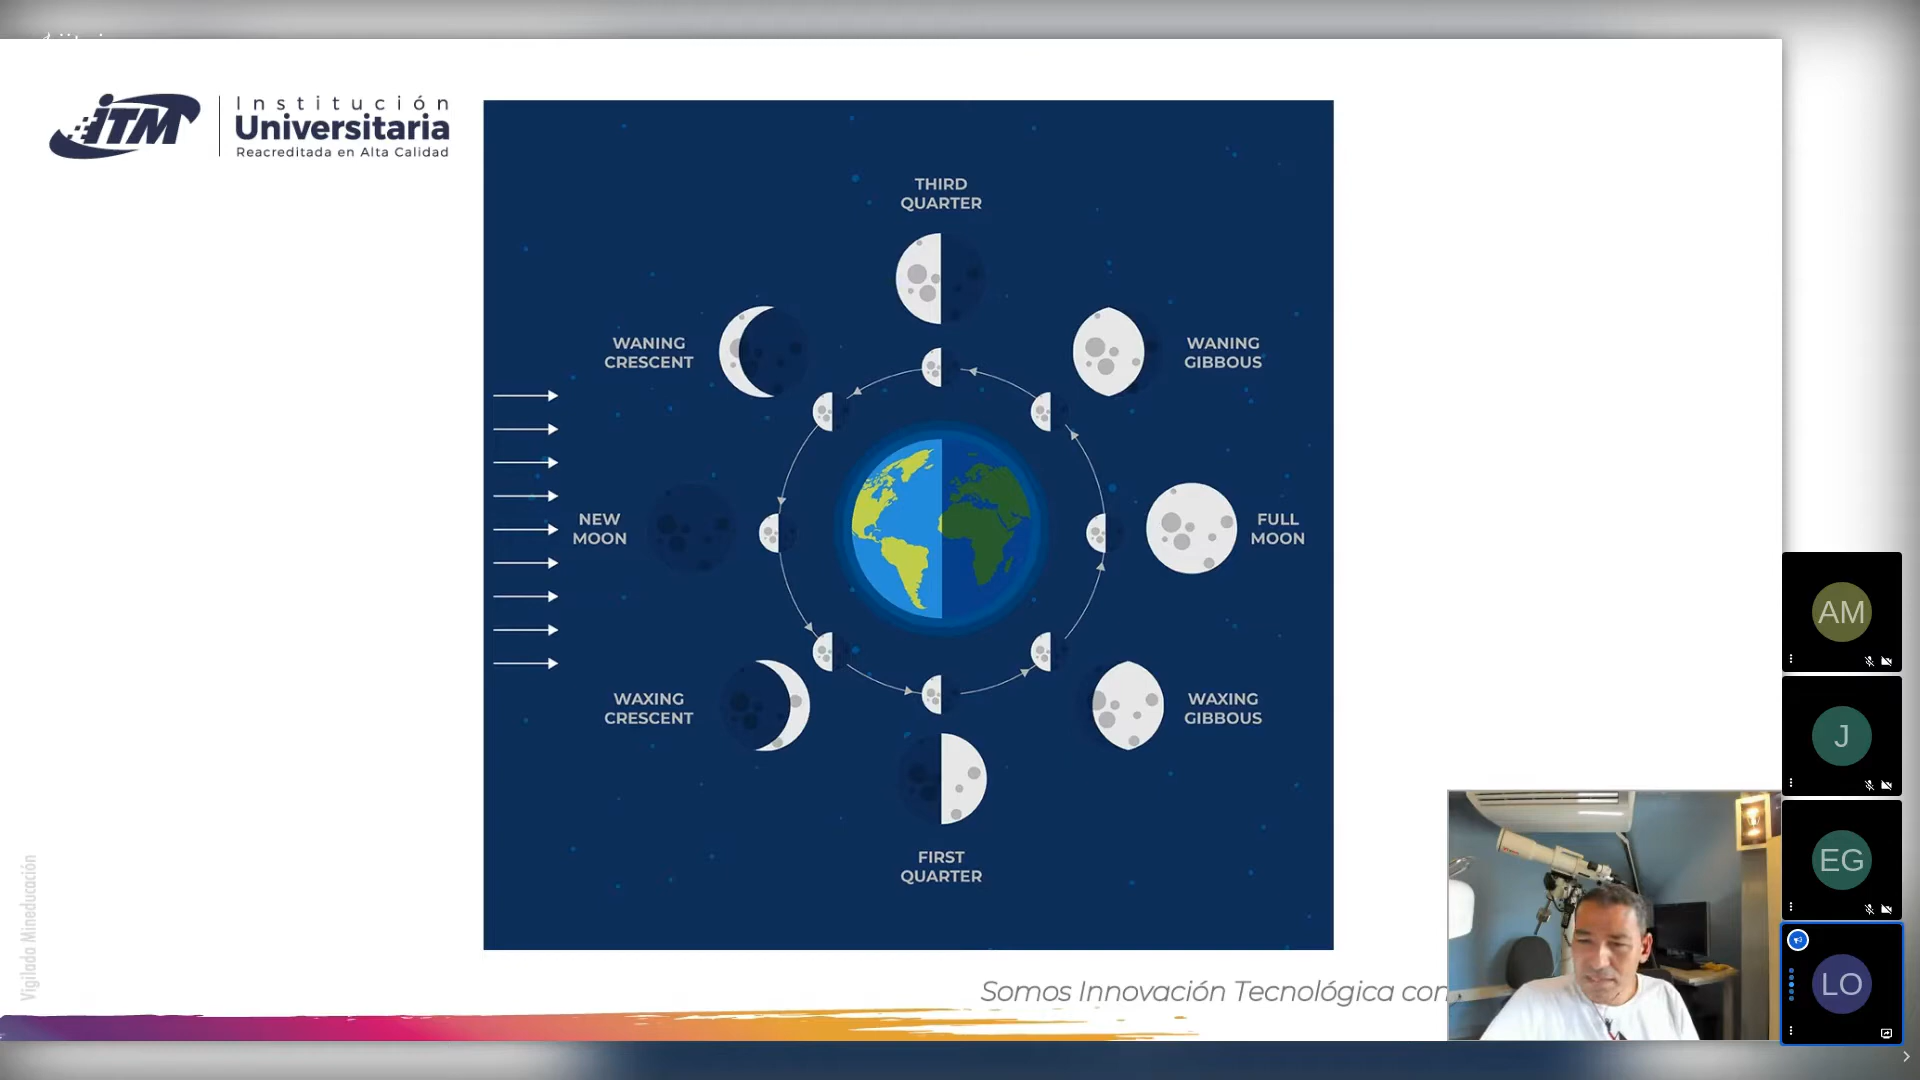 iTM
Institución
Universitaria
Reacreditada en Alta Calidad
THIRD
QUARTER
WANING
CRESCENT
WANING
GIBBOUS
NEW
MOON
FULL
MOON
WAXING
CRESCENT
WAXING
GIBBOUS
FIRST
QUARTER
Vigilada Mineducación
Somos Innovación Tecnológica con
AM
J
EG
LO